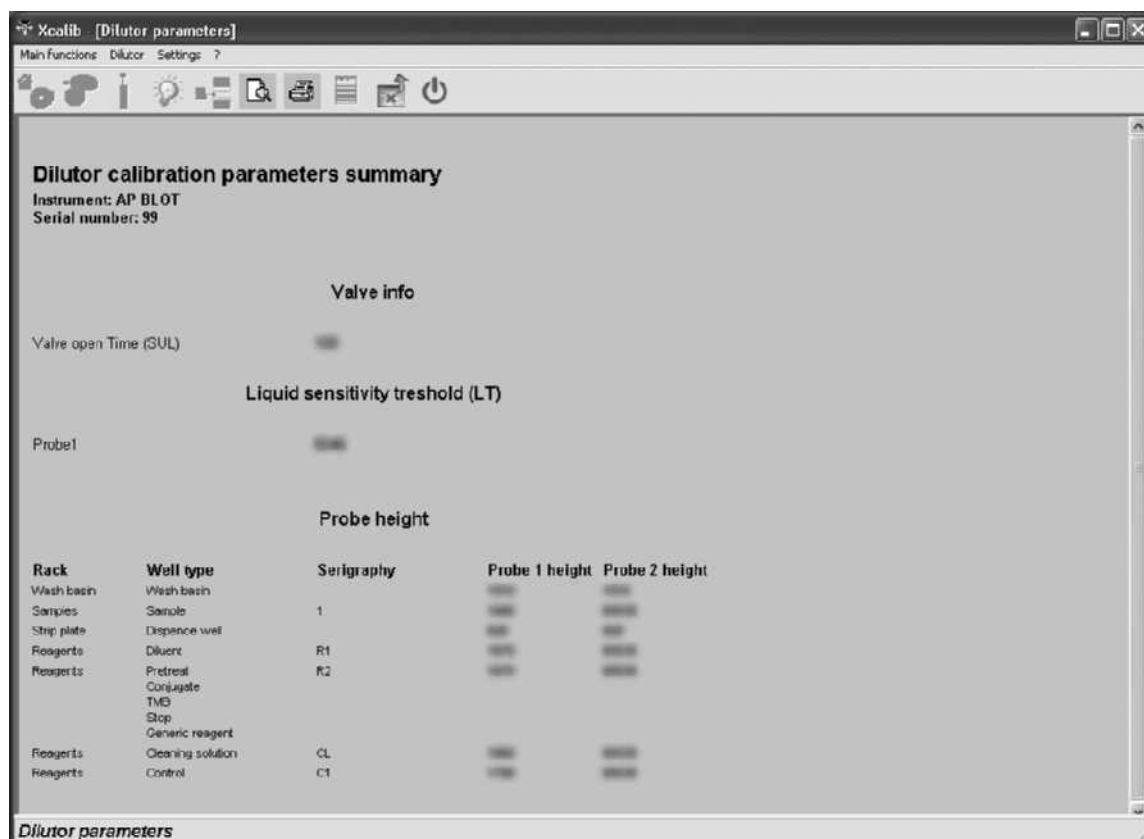 Xcalib - [Dilutor parameters]
Main functions Dilutor Settings ?
Dilutor calibration parameters summary
Instrument: AP BLOT
Serial number: 99
Valve info
Valve open Time (SUL)
Liquid sensitivity treshold (LT)
Probe1
Probe height
Rack Well type Serigraphy Probe 1 height Probe 2 height
Wash basin Wash basin
Samples Sample 1
Strip plate Dispence well
Reagents Diluent R1
Reagents Pretreat R2
Conjugate
TMB
Stop
Generic reagent
Reagents Cleaning solution CL
Reagents Control C1
Dilutor parameters